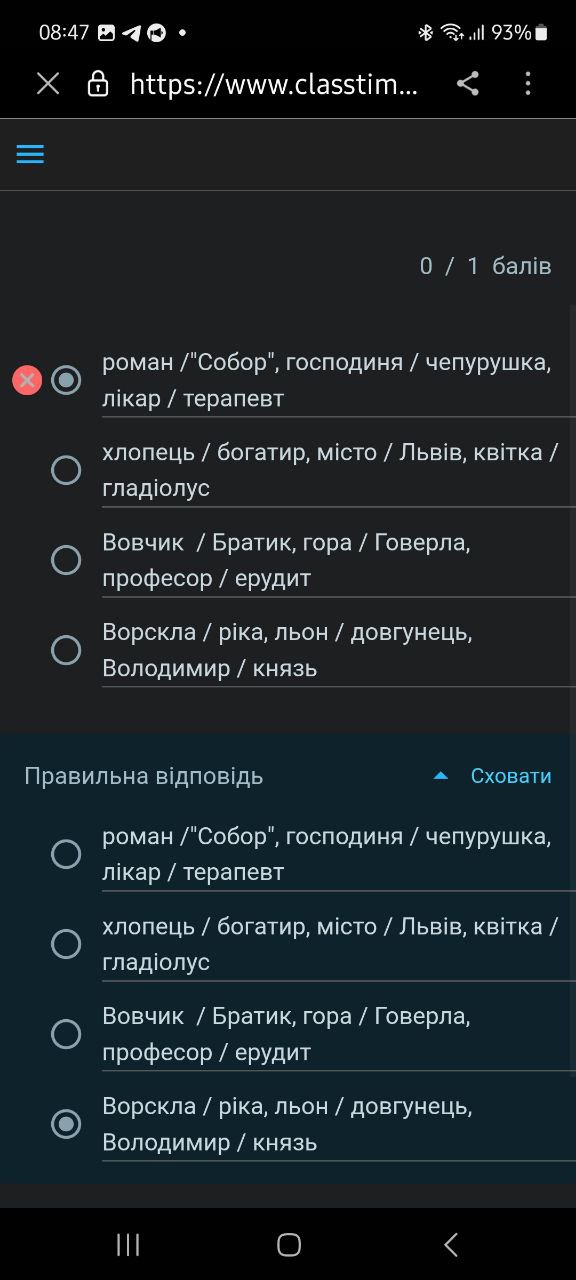 08:47
93%
https://www.classtim...
0 / 1 балів
роман /"Собор", господиня / чепурушка,
лікар / терапевт
хлопець / богатир, місто / Львів, квітка /
гладіолус
Вовчик / Братик, гора / Говерла,
професор / ерудит
Ворскла / ріка, льон / довгунець,
Володимир / князь
Правильна відповідь
Сховати
роман /"Собор", господиня / чепурушка,
лікар / терапевт
хлопець / богатир, місто / Львів, квітка /
гладіолус
Вовчик / Братик, гора / Говерла,
професор / ерудит
Ворскла / ріка, льон / довгунець,
Володимир / князь